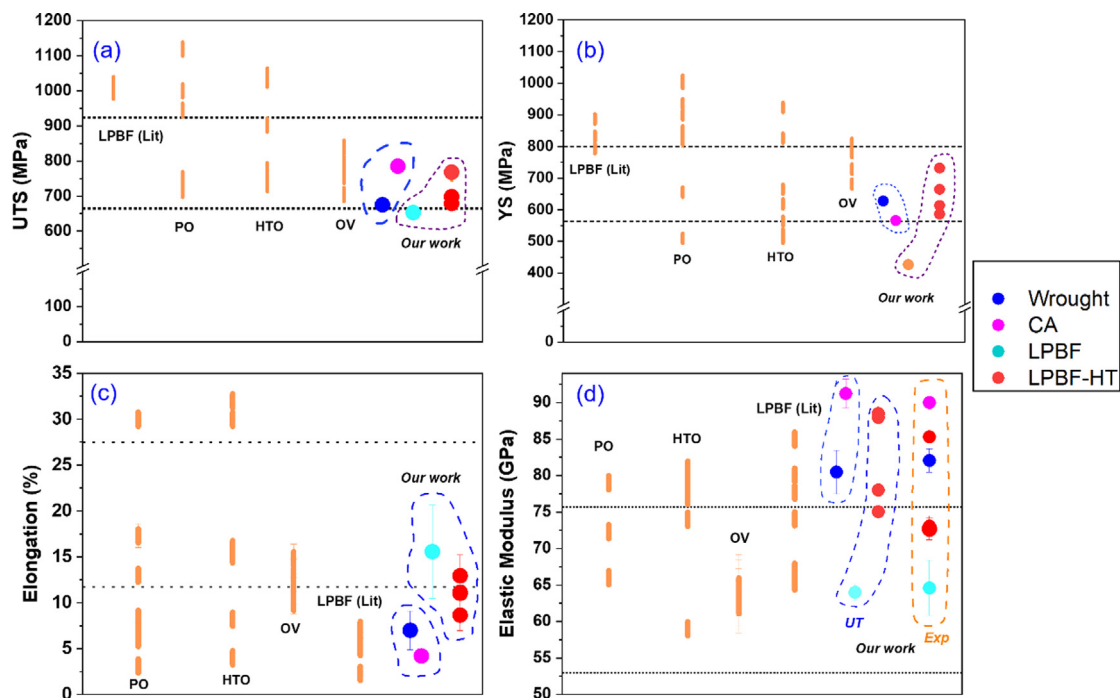 (a)
UTS (MPa)
1200
1100
1000
900
800
700
600
100
0
LPBF (Lit)
PO
HTO
OV
Our work
(b)
YS (MPa)
1200
1100
1000
900
800
700
600
500
400
100
0
LPBF (Lit)
PO
HTO
OV
Our work
Wrought
CA
LPBF
LPBF-HT
(c)
Elongation (%)
35
30
25
20
15
10
5
0
PO
HTO
OV
LPBF (Lit)
Our work
(d)
Elastic Modulus (GPa)
90
85
80
75
70
65
60
55
50
PO
HTO
OV
LPBF (Lit)
UT
Exp
Our work